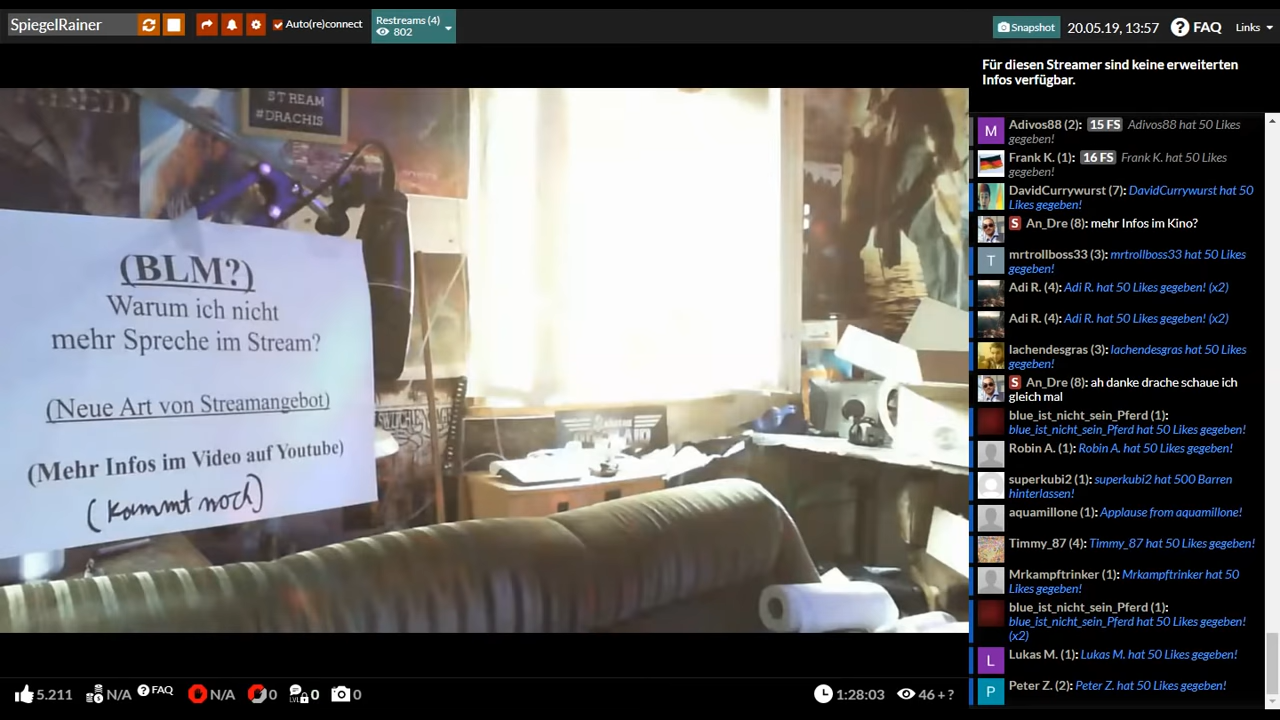 SpiegelRainer
Auto(re)connect
Restreams (4)
802
Snapshot
20.05.19, 13:57
FAQ
Links
STREAM
#DRACHIS
(BLM?)
Warum ich nicht
mehr Spreche im Stream?
(Neue Art von Streamangebot)
(Mehr Infos im Video auf Youtube)
(kommt noch)
Für diesen Streamer sind keine erweiterten
Infos verfügbar.
M
Adivos88 (2): 15 FS Adivos88 hat 50 Likes
gegeben!
Frank K. (1): 16 FS Frank K. hat 50 Likes
gegeben!
DavidCurrywurst (7): DavidCurrywurst hat 50
Likes gegeben!
S An_Dre (8): mehr Infos im Kino?
T
mrtrollboss33 (3): mrtrollboss33 hat 50 Likes
gegeben!
Adi R. (4): Adi R. hat 50 Likes gegeben! (x2)
Adi R. (4): Adi R. hat 50 Likes gegeben! (x2)
lachendesgras (3): lachendesgras hat 50 Likes
gegeben!
S An_Dre (8): ah danke drache schaue ich
gleich mal
blue_ist_nicht_sein_Pferd (1):
blue_ist_nicht_sein_Pferd hat 50 Likes gegeben!
Robin A. (1): Robin A. hat 50 Likes gegeben!
superkubi2 (1): superkubi2 hat 500 Barren
hinterlassen!
aquamillone (1): Applause from aquamillone!
Timmy_87 (4): Timmy_87 hat 50 Likes gegeben!
Mrkampftrinker (1): Mrkampftrinker hat 50
Likes gegeben!
blue_ist_nicht_sein_Pferd (1):
blue_ist_nicht_sein_Pferd hat 50 Likes gegeben!
(x2)
L
Lukas M. (1): Lukas M. hat 50 Likes gegeben!
P
Peter Z. (2): Peter Z. hat 50 Likes gegeben!
5.211
N/A
FAQ
N/A
0
LVL
0
0
1:28:03
46 + ?